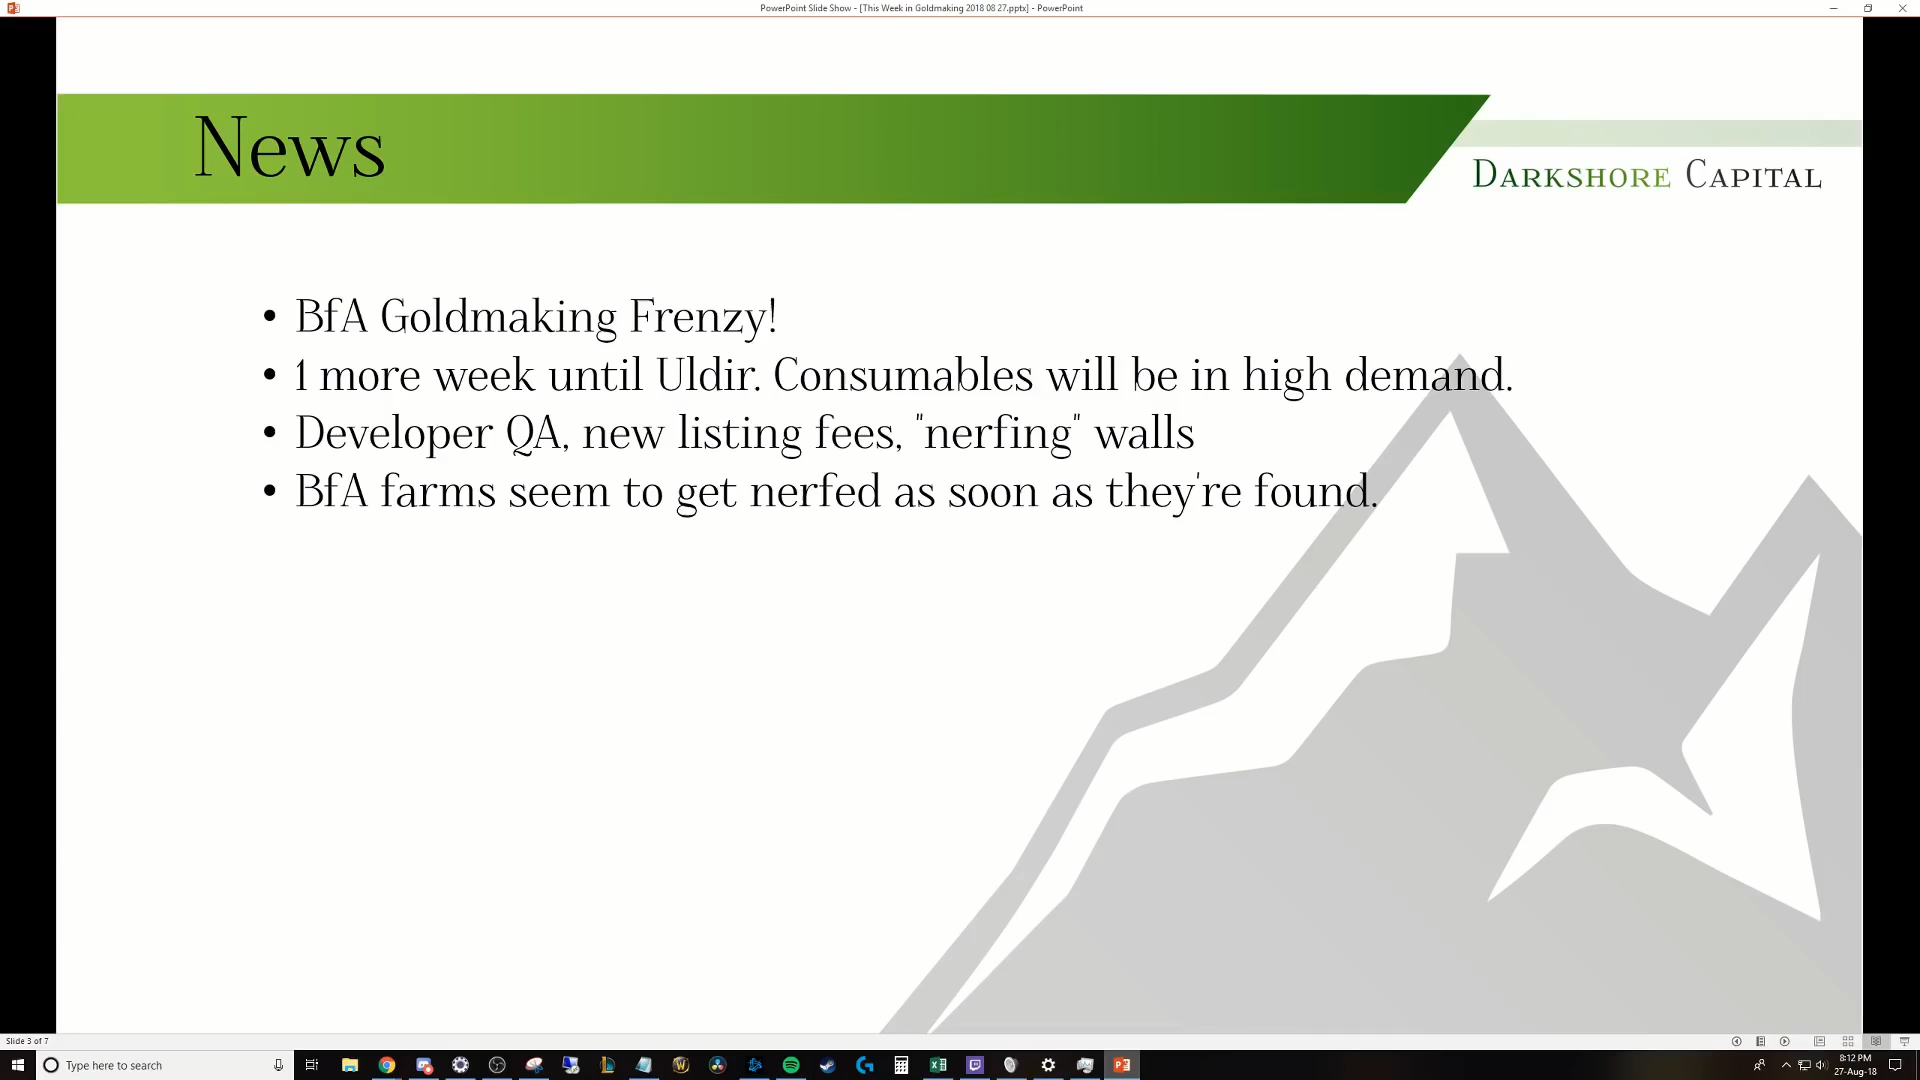 PowerPoint Slide Show - [This Week in Goldmaking 2018 08 27.pptx] - PowerPoint
News
DARKSHORE CAPITAL
• BfA Goldmaking Frenzy!
• 1 more week until Uldir. Consumables will be in high demand.
• Developer QA, new listing fees, "nerfing" walls
• BfA farms seem to get nerfed as soon as they're found.
Slide 3 of 7
Type here to search
8:12 PM
27-Aug-18